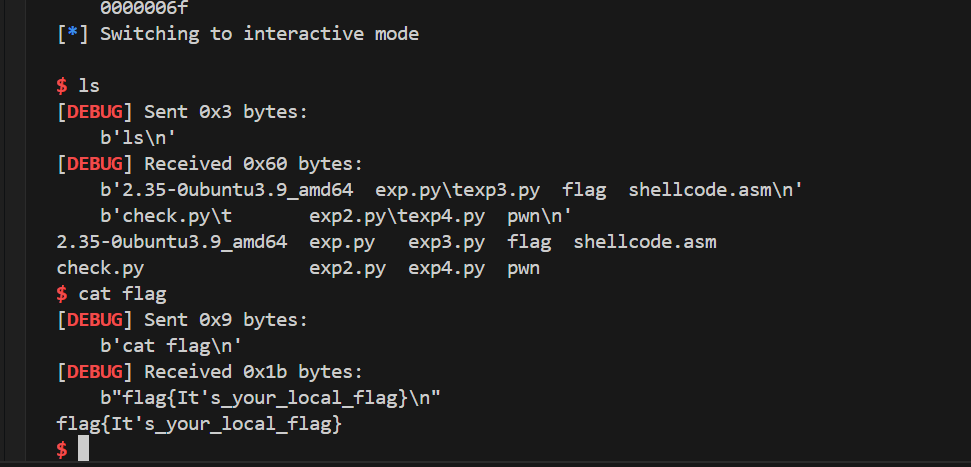 0000006f
[*] Switching to interactive mode
$ ls
[DEBUG] Sent 0x3 bytes:
b'ls\n'
[DEBUG] Received 0x60 bytes:
b'2.35-0ubuntu3.9_amd64  exp.py\texp3.py  flag  shellcode.asm\n'
b'check.py\t       exp2.py\texp4.py  pwn\n'
2.35-0ubuntu3.9_amd64  exp.py   exp3.py  flag  shellcode.asm
check.py               exp2.py  exp4.py  pwn
$ cat flag
[DEBUG] Sent 0x9 bytes:
b'cat flag\n'
[DEBUG] Received 0x1b bytes:
b"flag{It's_your_local_flag}\n"
flag{It's_your_local_flag}
$